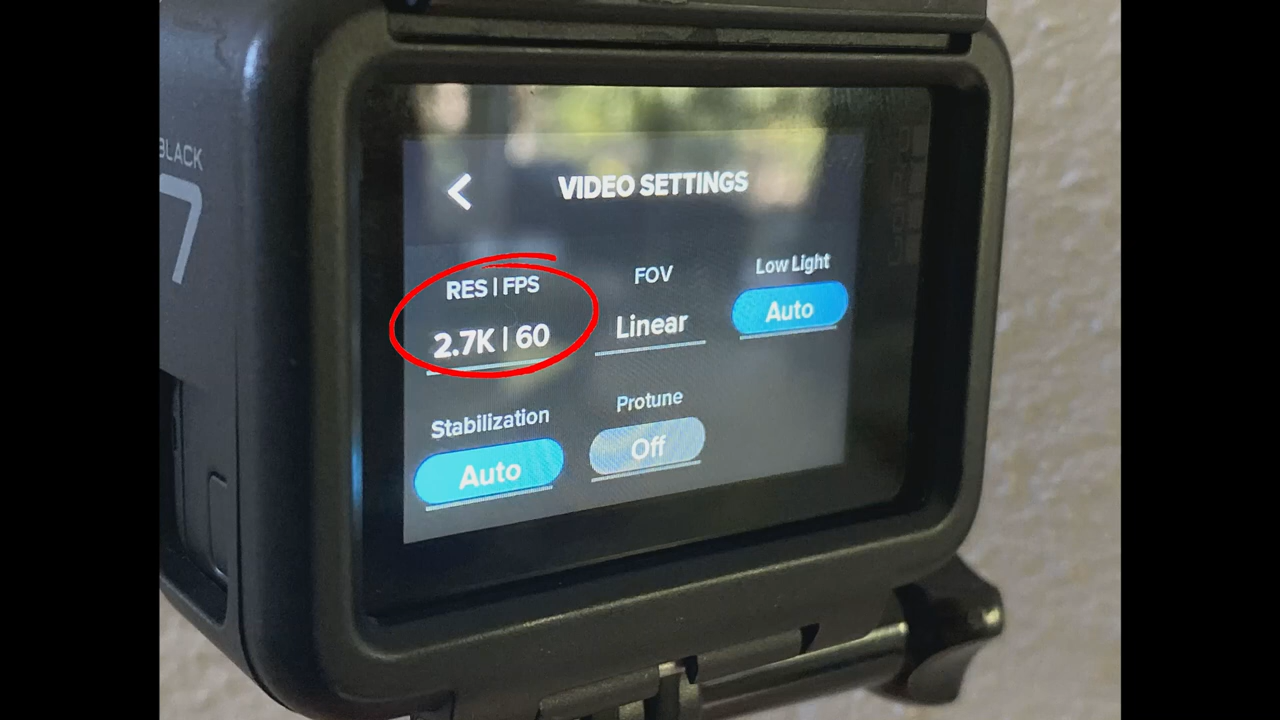 BLACK
7
VIDEO SETTINGS
RES | FPS
2.7K | 60
FOV
Linear
Low Light
Auto
Stabilization
Auto
Protune
Off